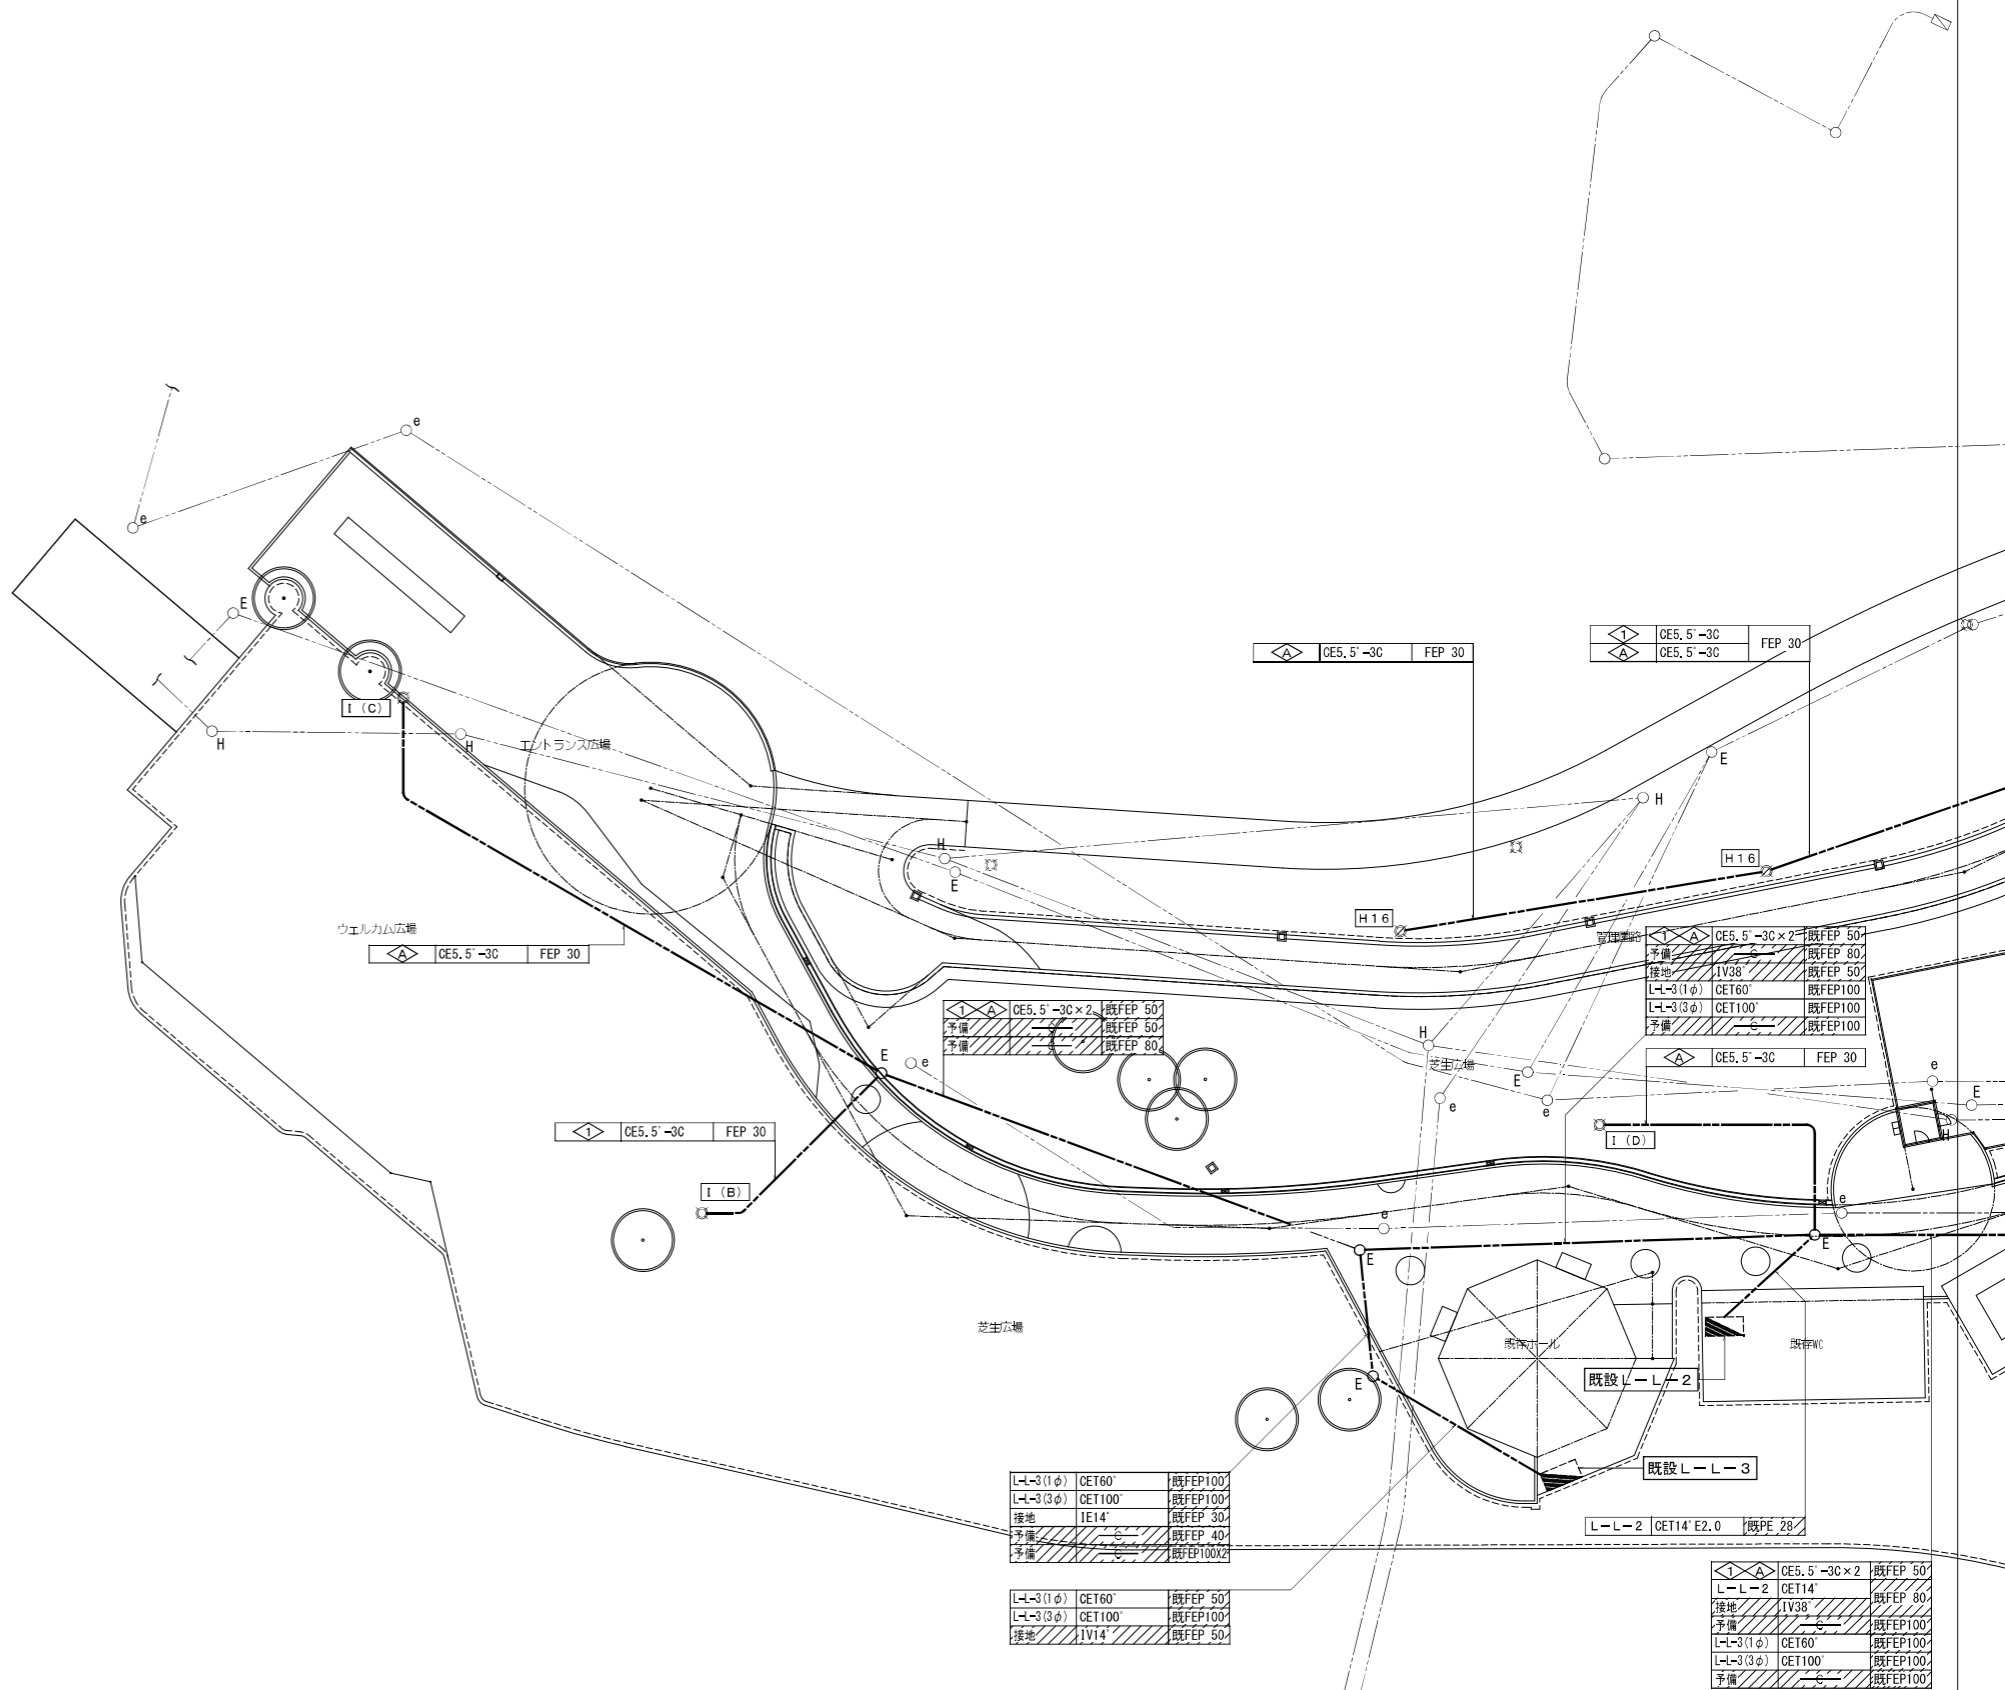 e
e
E
I (C)
H
H
エントランス広場
ウェルカム広場
A CE5.5°-3C FEP 30
A CE5.5°-3C FEP 30
1 CE5.5°-3C FEP 30
A CE5.5°-3C
E
H
H16
H16
H
E
管理通路
1 A CE5.5°-3C×2 既FEP 50
予備 C 既FEP 80
接地 IV38° 既FEP 50
L-L-3(1φ) CET60° 既FEP100
L-L-3(3φ) CET100° 既FEP100
予備 C 既FEP100
A CE5.5°-3C FEP 30
1 A CE5.5°-3C×2 既FEP 50
予備 C 既FEP 50
予備 C 既FEP 80
E
e
H
芝生広場
E
e
e
e
E
H
I (D)
1 CE5.5°-3C FEP 30
I (B)
e
e
E
E
芝生広場
既存ホール
既存WC
E
既設L-L-2
既設L-L-3
L-L-3(1φ) CET60° 既FEP100
L-L-3(3φ) CET100° 既FEP100
接地 IE14° 既FEP 30
予備 C 既FEP 40
予備 C 既FEP100X2
L-L-2 CET14° E2.0 既PE 28
L-L-3(1φ) CET60° 既FEP 50
L-L-3(3φ) CET100° 既FEP100
接地 IV14° 既FEP 50
1 A CE5.5°-3C×2 既FEP 50
L-L-2 CET14° 既FEP 80
接地 IV38°
予備 C 既FEP100
L-L-3(1φ) CET60° 既FEP100
L-L-3(3φ) CET100° 既FEP100
予備 C 既FEP100